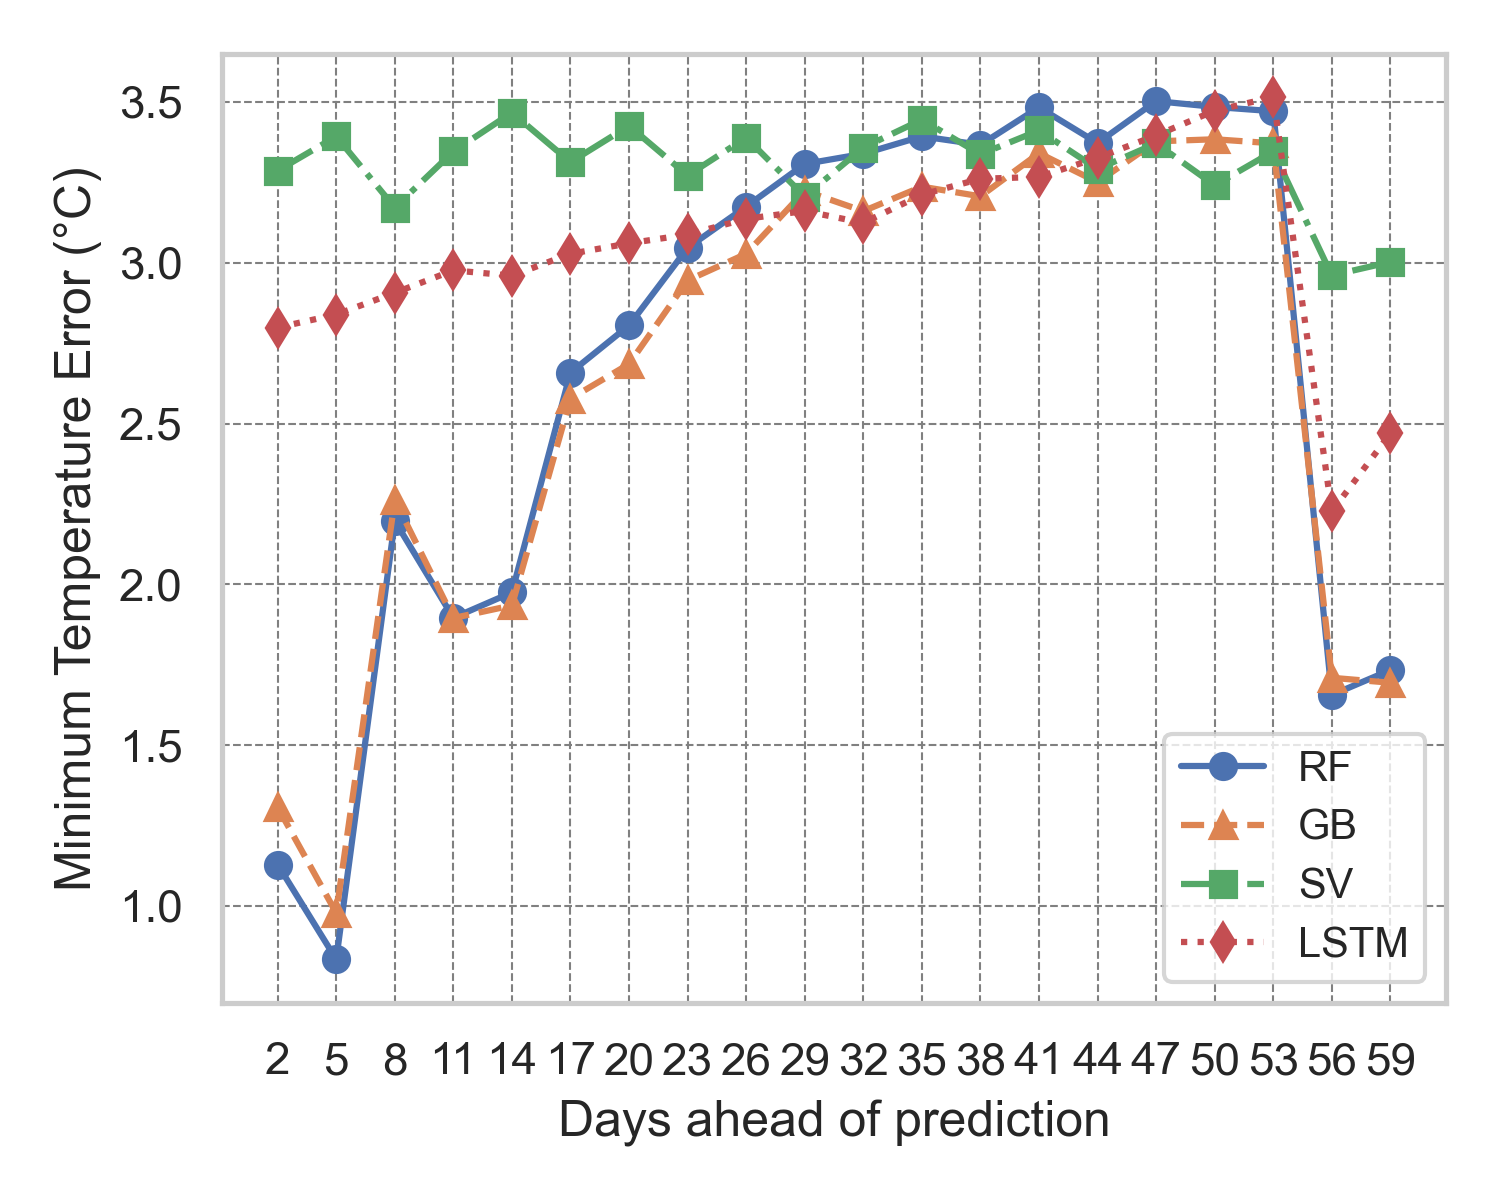 Minimum Temperature Error (°C)
3.5
3.0
2.5
2.0
1.5
1.0
RF
GB
SV
LSTM
2 5 8 11 14 17 20 23 26 29 32 35 38 41 44 47 50 53 56 59
Days ahead of prediction